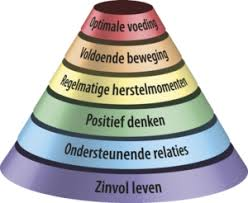 Optimale voeding
Voldoende beweging
Regelmatige herstelmomenten
Positief denken
Ondersteunende relaties
Zinvol leven